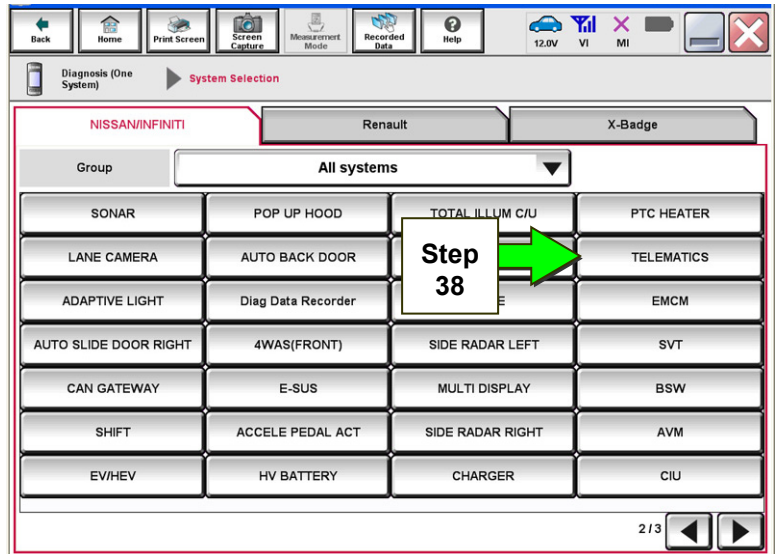 Back
Home
Print Screen
Screen
Capture
Measurement
Mode
Recorded
Data
Help
12.0V
VI
MI
Diagnosis (One
System)
System Selection
NISSAN/INFINITI
Renault
X-Badge
Group
All systems
SONAR
POP UP HOOD
TOTAL ILLUM C/U
PTC HEATER
LANE CAMERA
AUTO BACK DOOR
Step
38
TELEMATICS
ADAPTIVE LIGHT
Diag Data Recorder
E
EMCM
AUTO SLIDE DOOR RIGHT
4WAS(FRONT)
SIDE RADAR LEFT
SVT
CAN GATEWAY
E-SUS
MULTI DISPLAY
BSW
SHIFT
ACCELE PEDAL ACT
SIDE RADAR RIGHT
AVM
EV/HEV
HV BATTERY
CHARGER
CIU
2/3